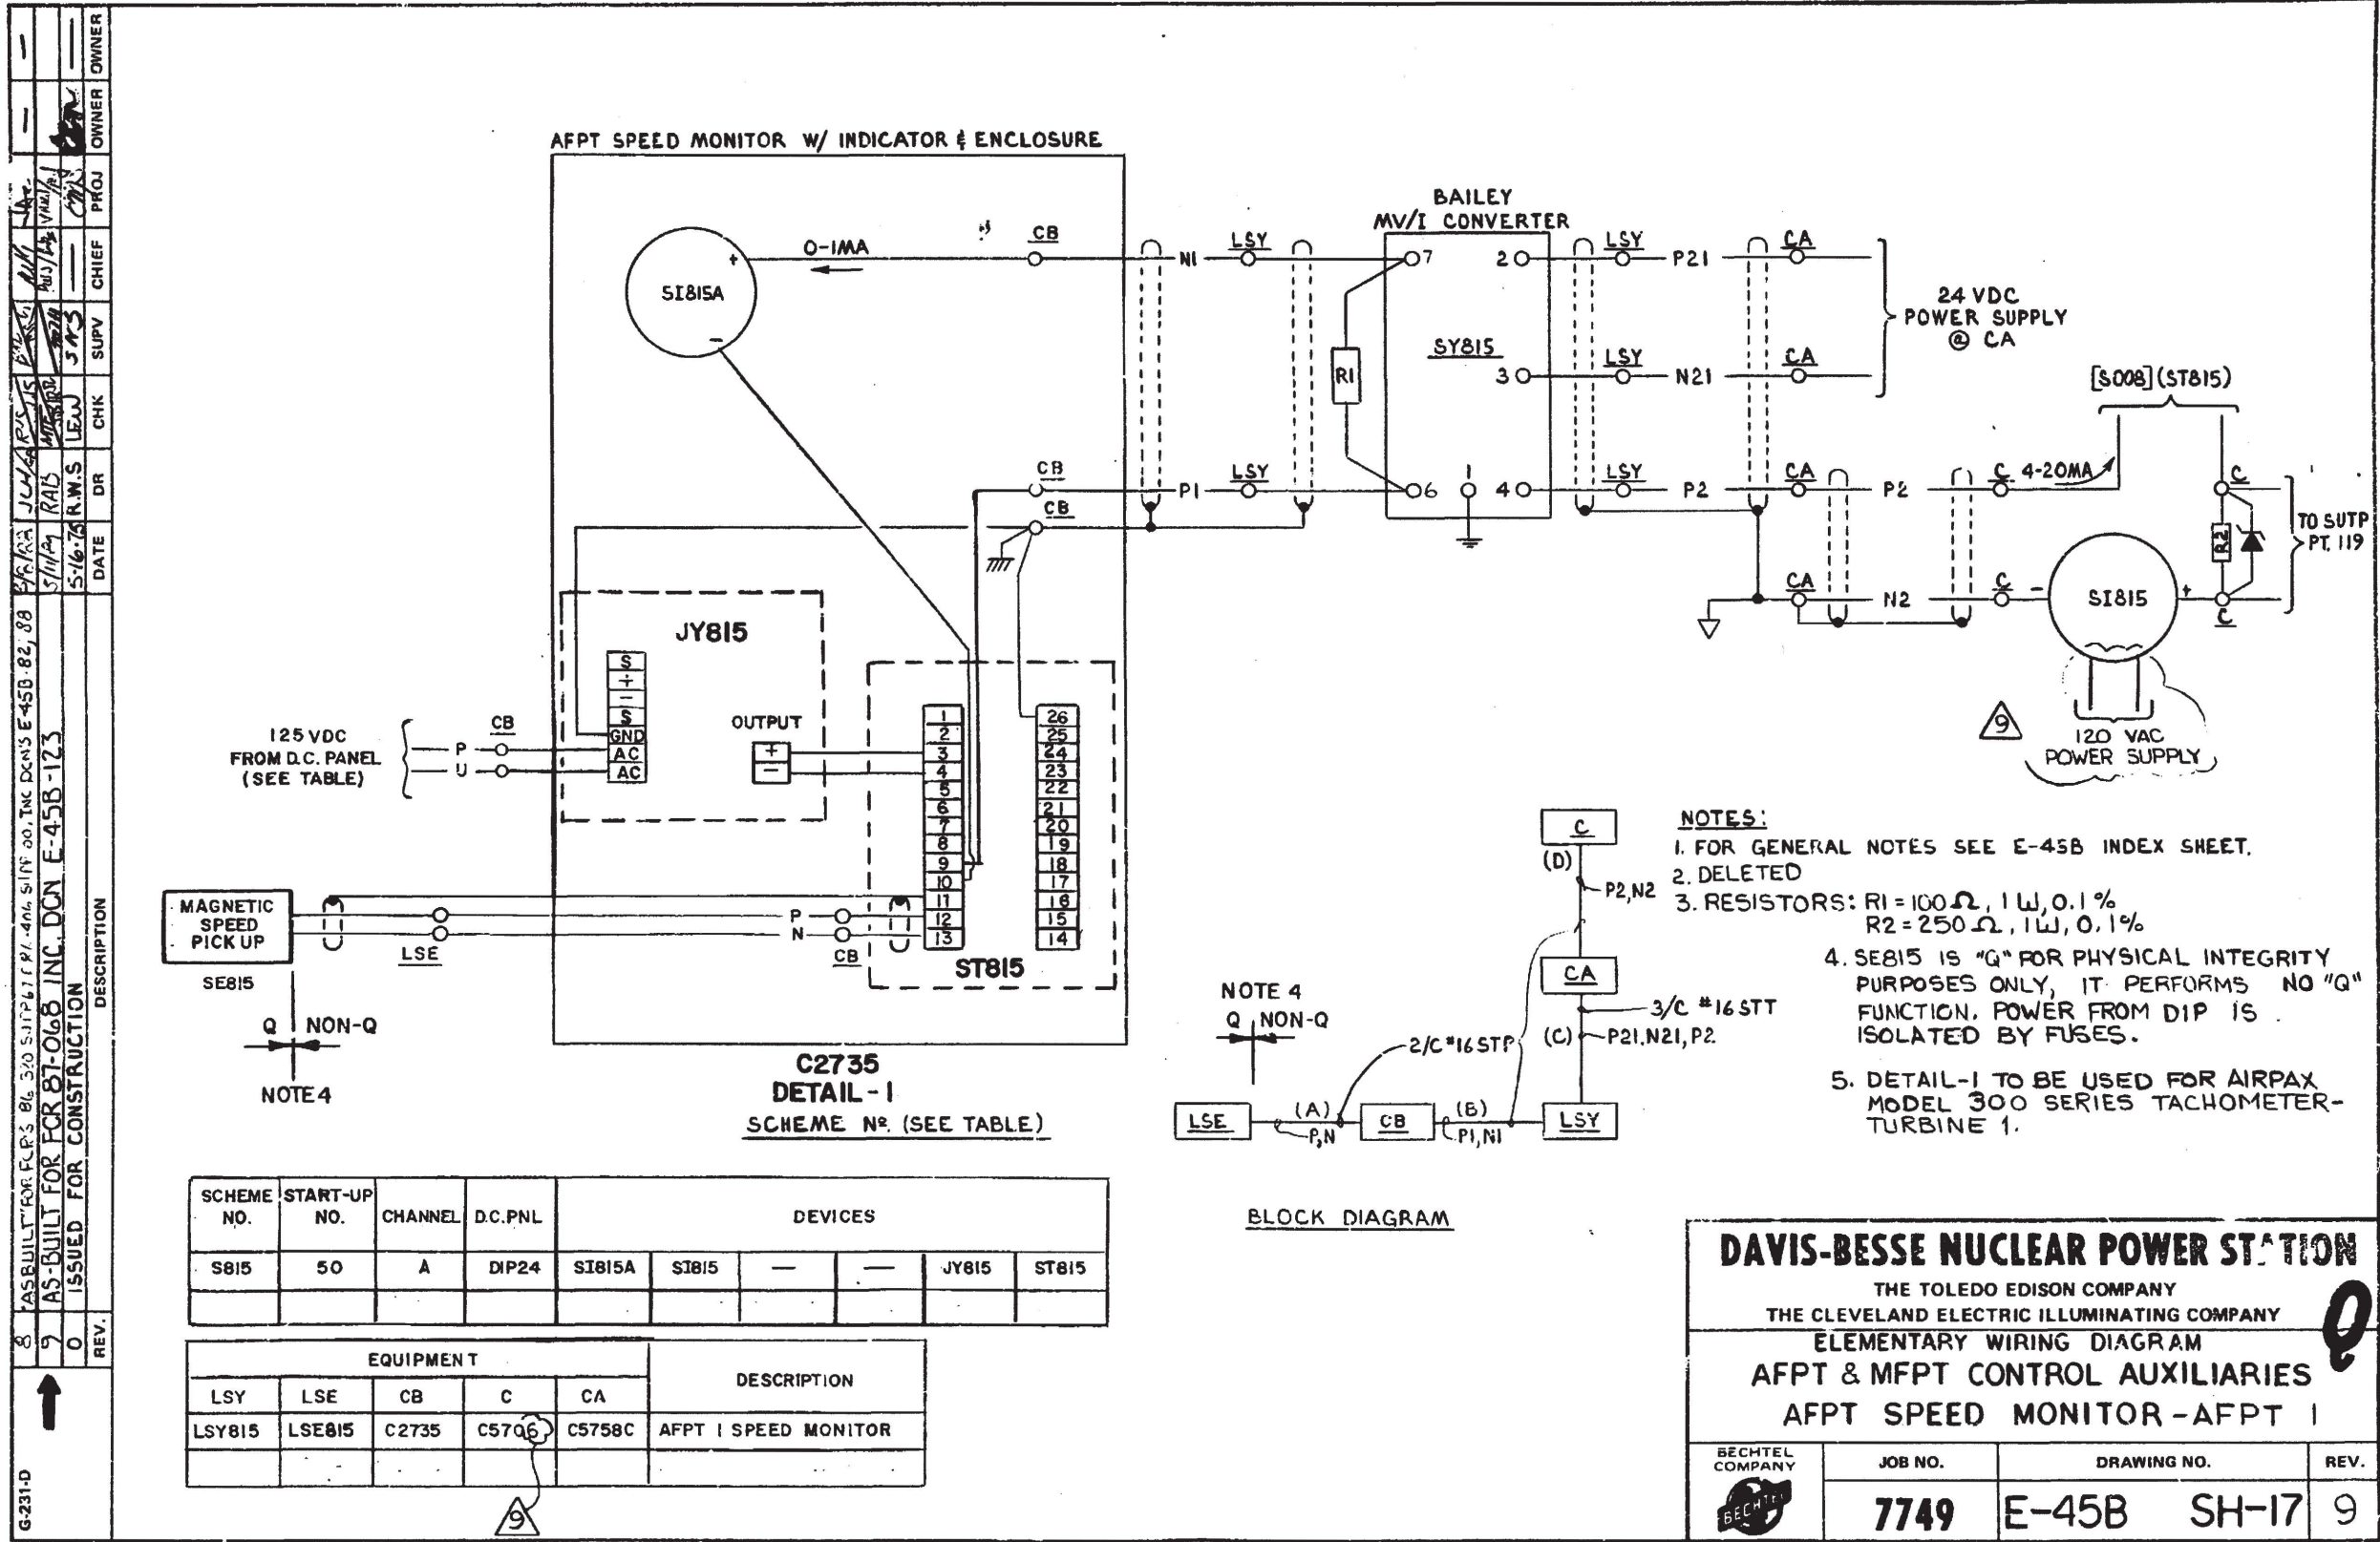 AFPT SPEED MONITOR W/ INDICATOR & ENCLOSURE
SI815A
+
-
0-1MA
CB
N1
LSY
BAILEY
MV/I CONVERTER
7
2
SY815
3
R1
6
1
4
LSY
P21
CA
LSY
N21
CA
24 VDC
POWER SUPPLY
@ CA
[S008](ST815)
CB
P1
LSY
CB
LSY
P2
CA
P2
C
4-20MA
C
R2
TO SUTP
PT. 119
CA
N2
C
-
SI815
+
C
9
120 VAC
POWER SUPPLY
JY815
S
+
-
S
GND
AC
AC
OUTPUT
+
-
125 VDC
FROM D.C. PANEL
(SEE TABLE)
CB
P
U
1
2
3
4
5
6
7
8
9
10
11
12
13
26
25
24
23
22
21
20
19
18
17
16
15
14
ST815
MAGNETIC
SPEED
PICK UP
SE815
LSE
P
N
CB
Q NON-Q
NOTE 4
C2735
DETAIL-1
SCHEME Nº. (SEE TABLE)
NOTE 4
Q NON-Q
C
(D)
P2,N2
CA
3/C #16 STT
(C)
P21,N21,P2
2/C #16 STP
LSE
(A)
P,N
CB
(B)
P1,N1
LSY
BLOCK DIAGRAM
NOTES:
1. FOR GENERAL NOTES SEE E-45B INDEX SHEET.
2. DELETED
3. RESISTORS: R1=100Ω, 1W, 0.1%
R2=250Ω, 1W, 0.1%
4. SE815 IS "Q" FOR PHYSICAL INTEGRITY
PURPOSES ONLY, IT PERFORMS NO "Q"
FUNCTION. POWER FROM D1P IS
ISOLATED BY FUSES.
5. DETAIL-1 TO BE USED FOR AIRPAX
MODEL 300 SERIES TACHOMETER-
TURBINE 1.
SCHEME NO. START-UP NO. CHANNEL D.C.PNL DEVICES
S815 50 A D1P24 SI815A SI815 — — JY815 ST815
EQUIPMENT DESCRIPTION
LSY LSE CB C CA
LSY815 LSE815 C2735 C5706 C5758C AFPT 1 SPEED MONITOR
9
DAVIS-BESSE NUCLEAR POWER STATION
THE TOLEDO EDISON COMPANY
THE CLEVELAND ELECTRIC ILLUMINATING COMPANY
ELEMENTARY WIRING DIAGRAM
AFPT & MFPT CONTROL AUXILIARIES
AFPT SPEED MONITOR-AFPT 1
Q
BECHTEL
COMPANY
BECHTEL
JOB NO.
7749
DRAWING NO.
E-45B SH-17
REV.
9
8
9 AS-BUILT FOR FCR 87-068 INC. DCN E-45B-123
RAB
0 ISSUED FOR CONSTRUCTION 5-16-75 R.W.S LEW
REV. DESCRIPTION DATE DR CHK SUPV CHIEF PROJ OWNER OWNER
G-231-D